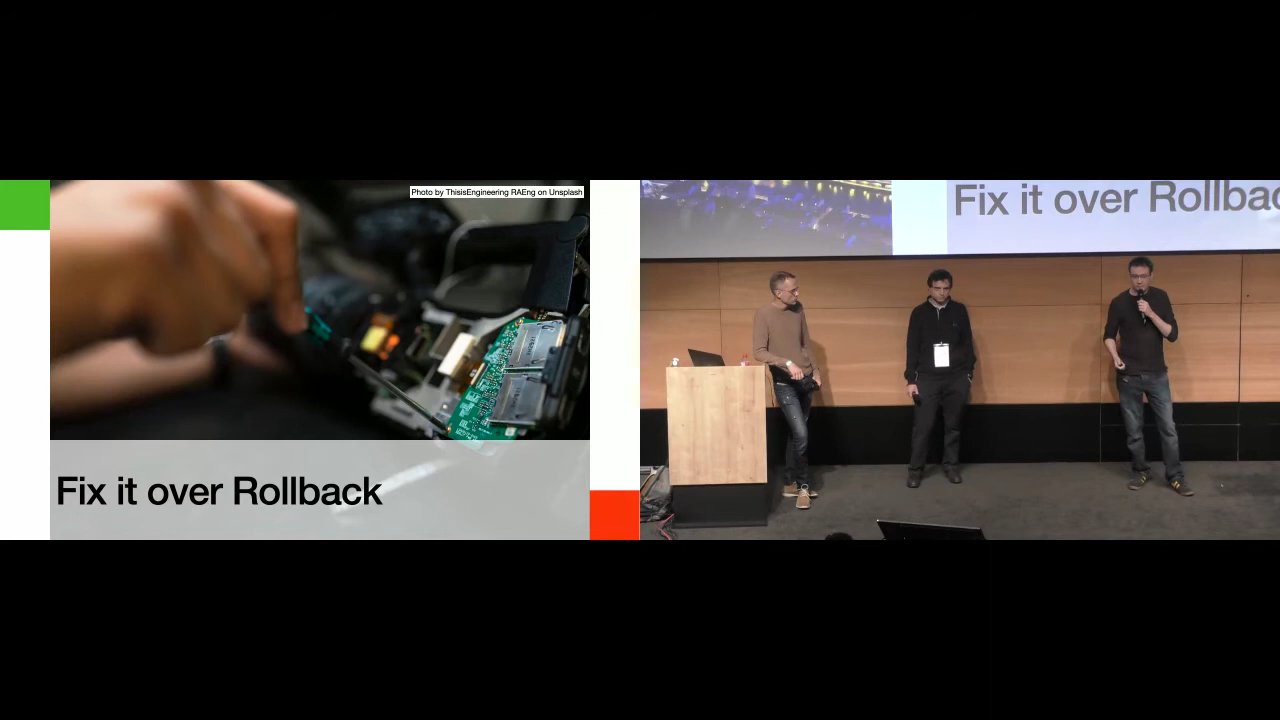 Photo by ThisisEngineering RAEng on Unsplash
Fix it over Rollback
Fix it over Rollbac